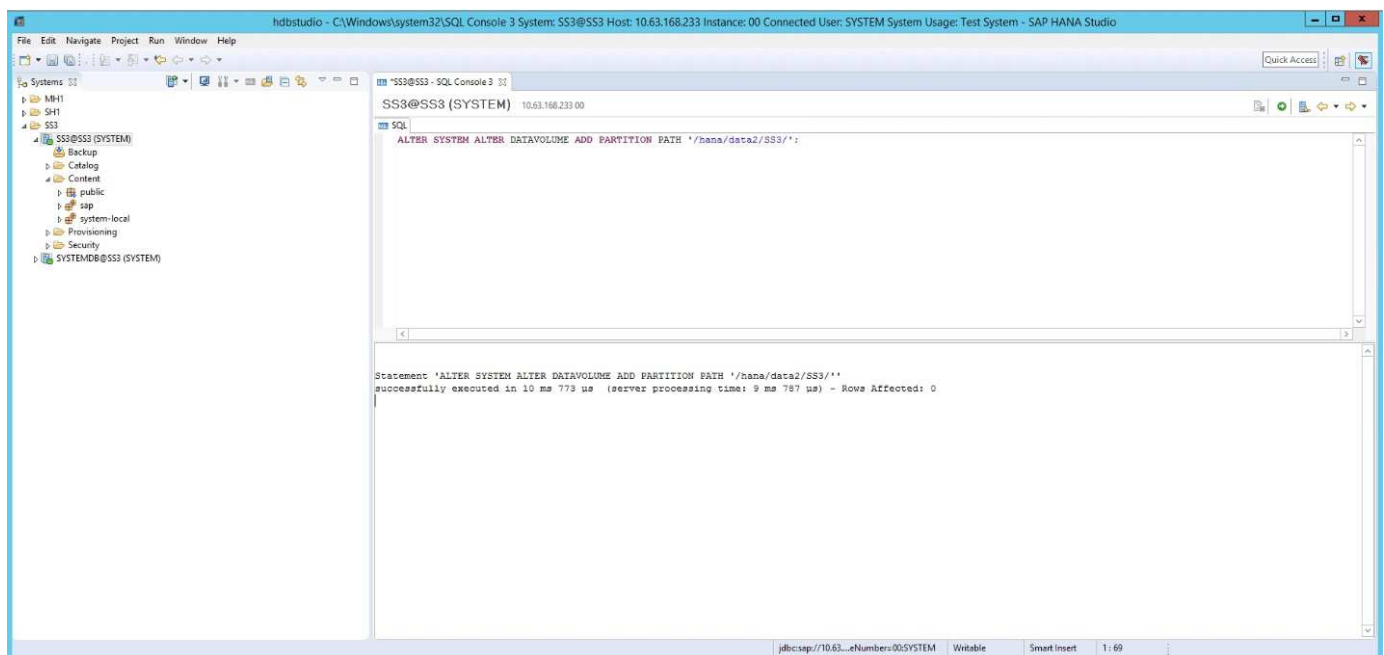 hdbstudio - C:\Windows\system32\SQL Console 3 System: SS3@SS3 Host: 10.63.168.233 Instance: 00 Connected User: SYSTEM System Usage: Test System - SAP HANA Studio
File Edit Navigate Project Run Window Help
Quick Access
Systems
MH1
SH1
SS3
SS3@SS3 (SYSTEM)
Backup
Catalog
Content
public
sap
system-local
Provisioning
Security
SYSTEMDB@SS3 (SYSTEM)
*SS3@SS3 - SQL Console 3
SS3@SS3 (SYSTEM) 10.63.168.233 00
SQL
ALTER SYSTEM ALTER DATAVOLUME ADD PARTITION PATH '/hana/data2/SS3/';
Statement 'ALTER SYSTEM ALTER DATAVOLUME ADD PARTITION PATH '/hana/data2/SS3/''
successfully executed in 10 ms 773 µs (server processing time: 9 ms 787 µs) - Rows Affected: 0
jdbc:sap://10.63....eNumber=00:SYSTEM Writable Smart Insert 1 : 69